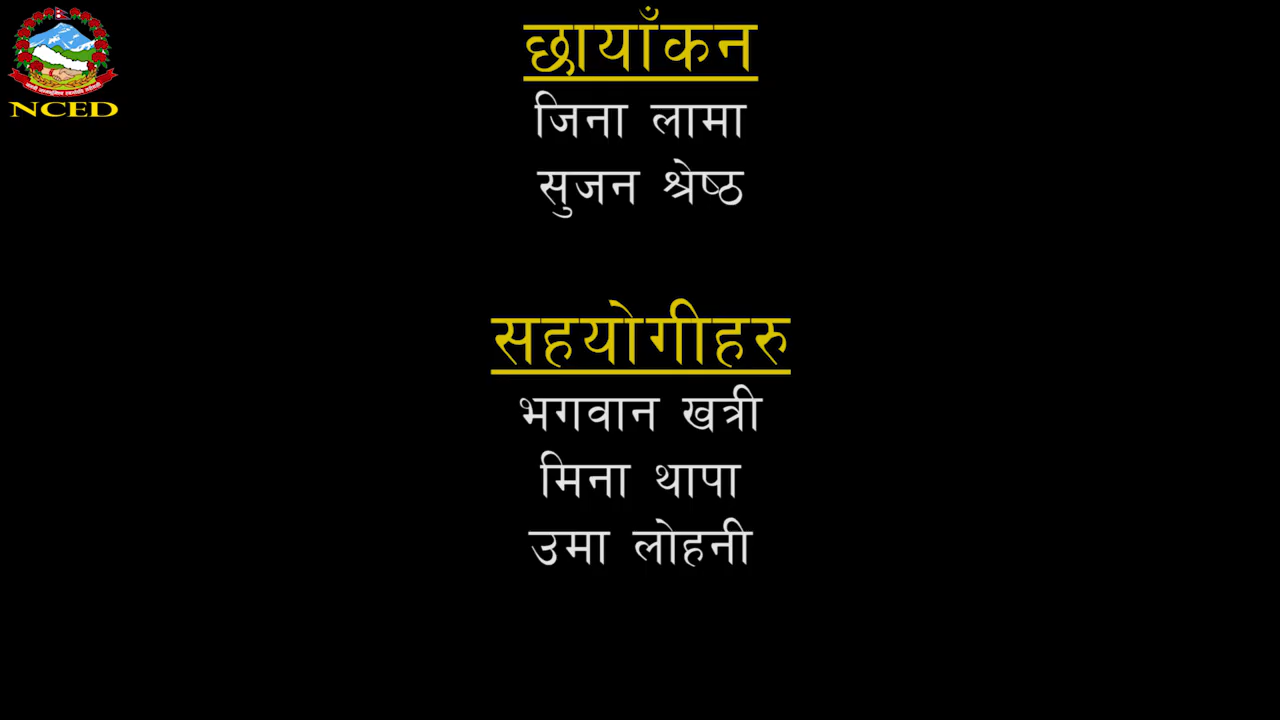 NCED
छायाँकन
जिना लामा
सुजन श्रेष्ठ
सहयोगीहरु
भगवान खत्री
मिना थापा
उमा लोहनी